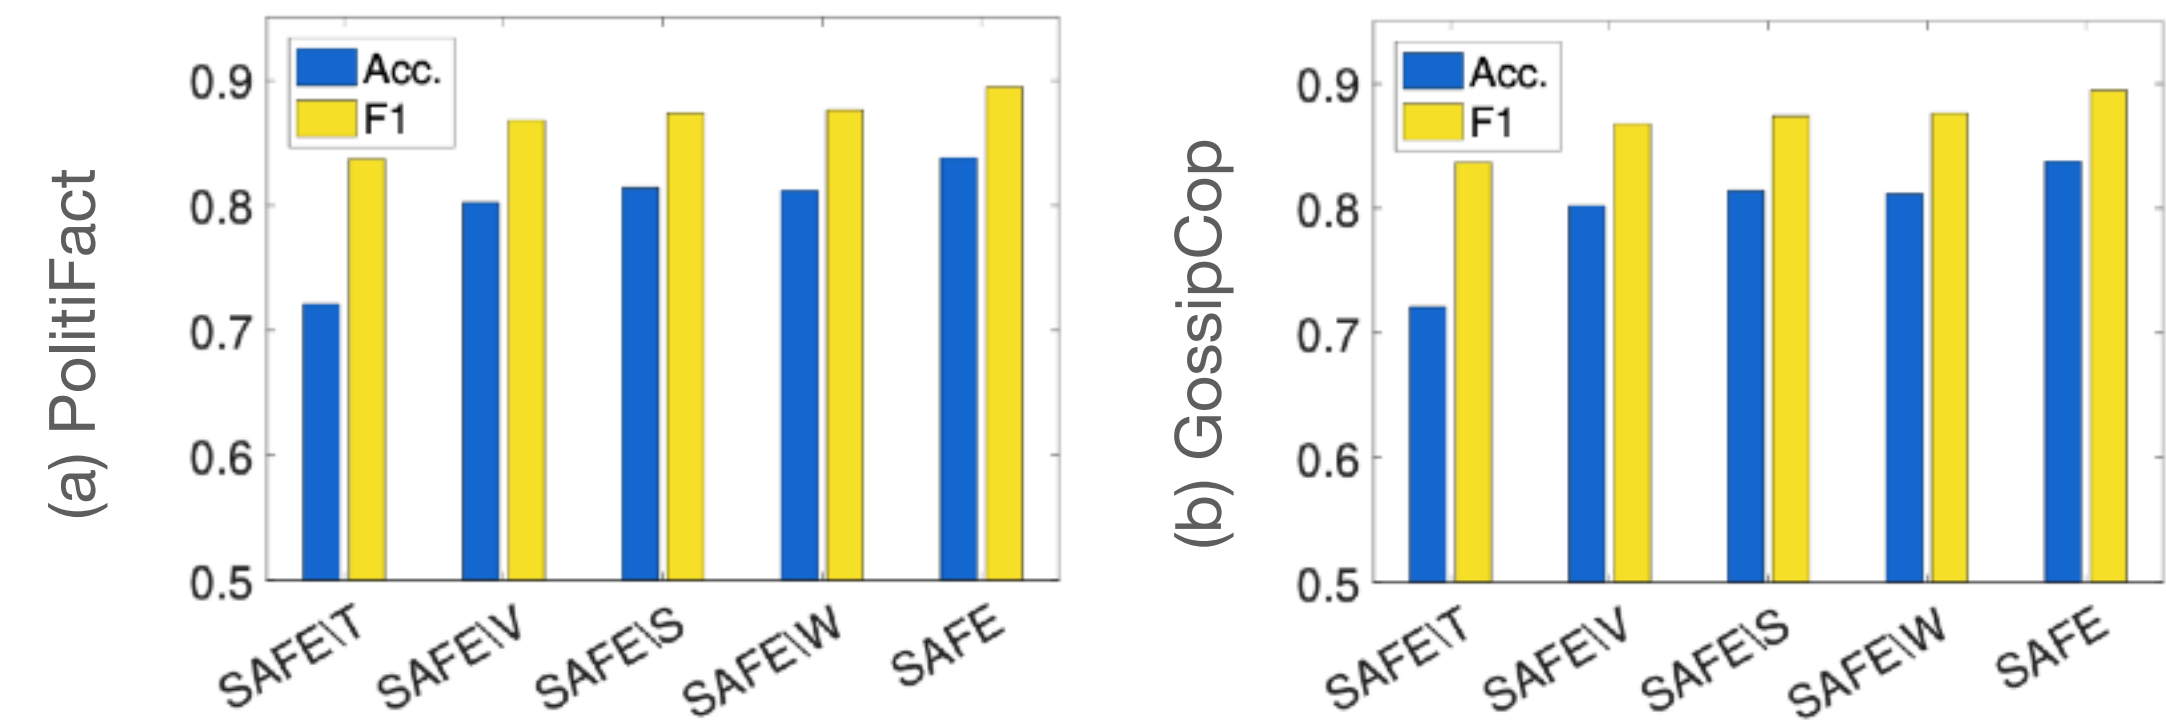 (a) PolitiFact
Acc.
F1
0.9
0.8
0.7
0.6
0.5
SAFE\T
SAFE\V
SAFE\S
SAFE\W
SAFE
(b) GossipCop
Acc.
F1
0.9
0.8
0.7
0.6
0.5
SAFE\T
SAFE\V
SAFE\S
SAFE\W
SAFE